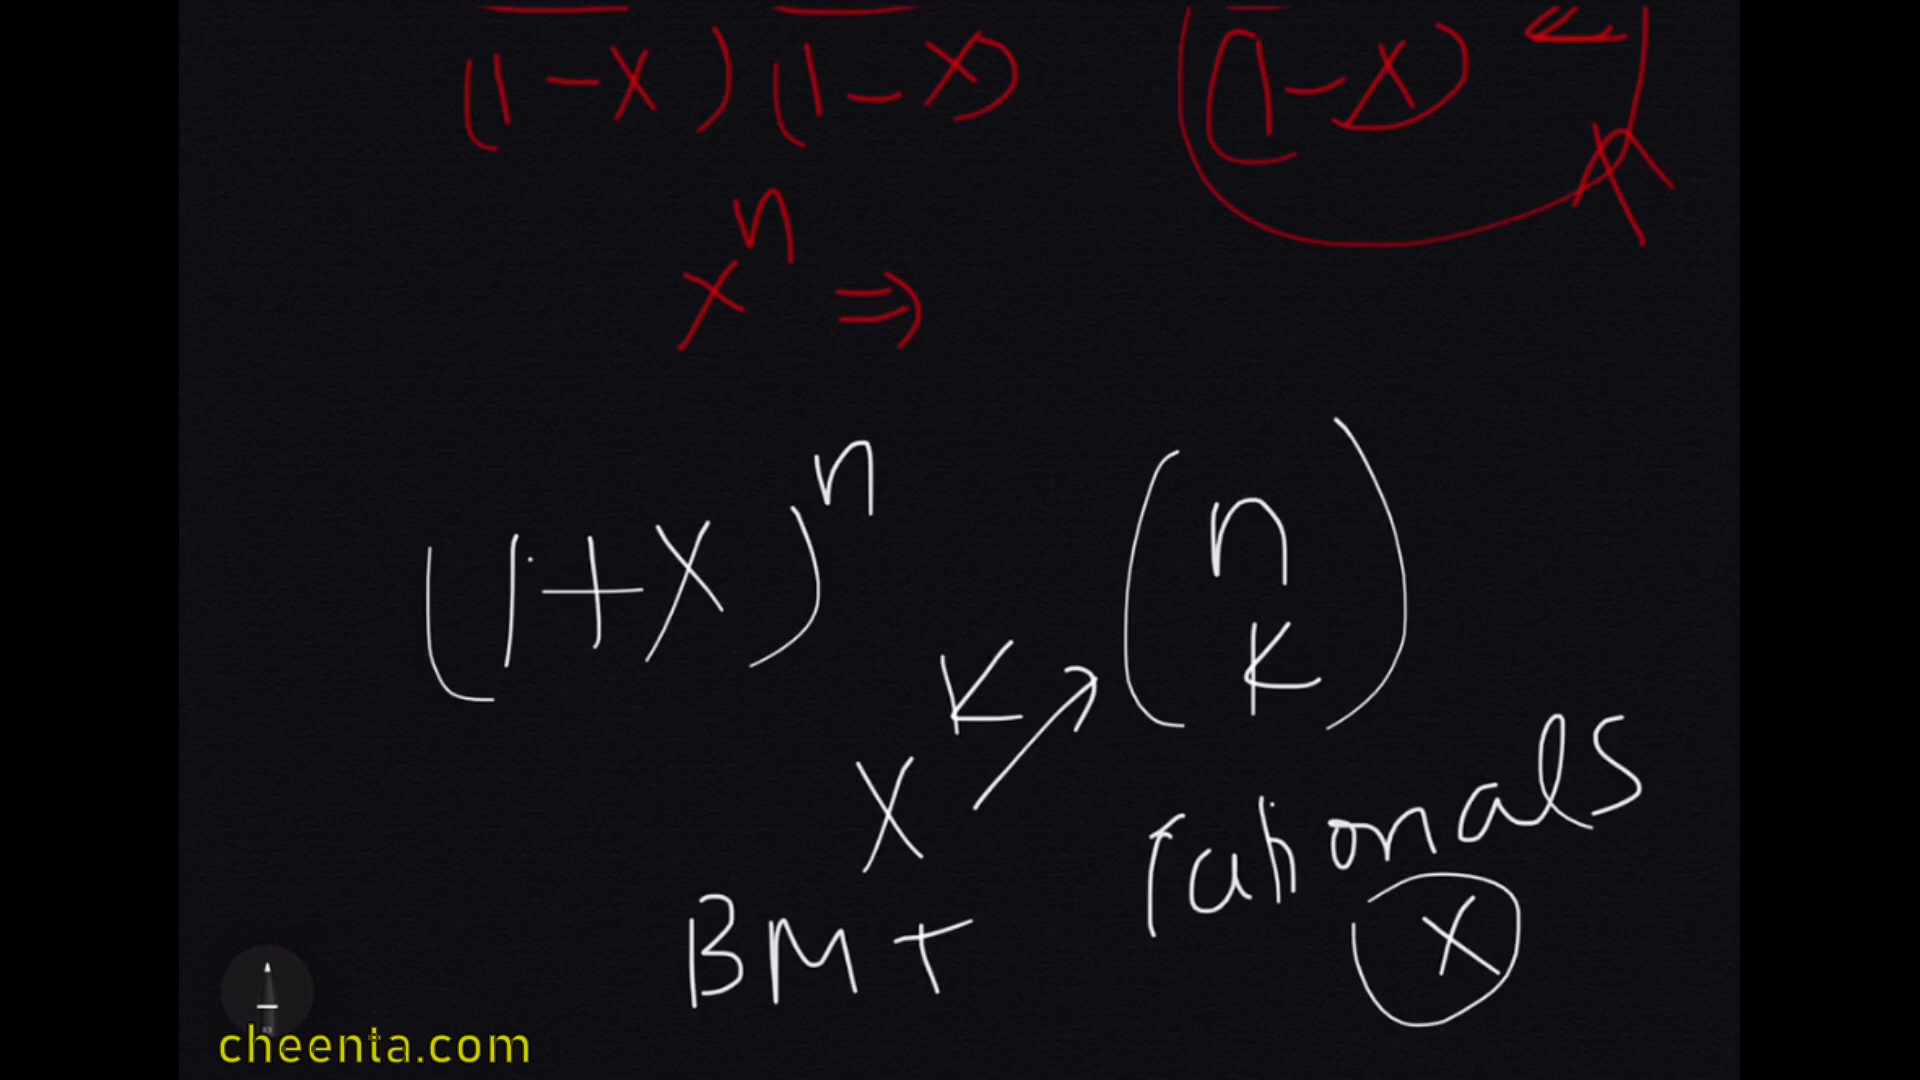 (1-x) (1-x) (1-x)
x^n ⇒
(1+x)^n (n k)
x^k ↗
rationals
BMT x
cheenta.com